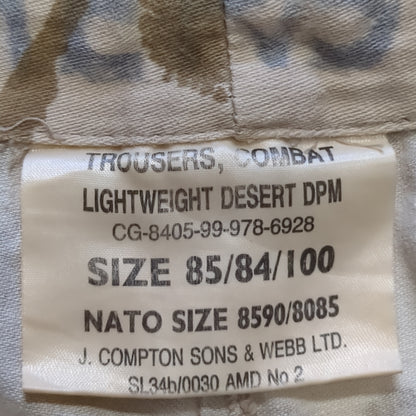 TROUSERS, COMBAT
LIGHTWEIGHT DESERT DPM
CG-8405-99-978-6928
SIZE 85/84/100
NATO SIZE 8590/8085
J. COMPTON SONS & WEBB LTD.
SL34b/0030 AMD No 2